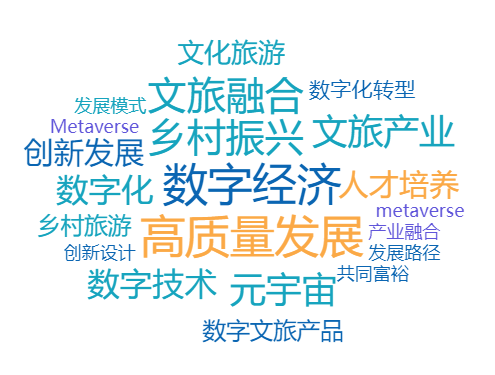 文化旅游
文旅融合
数字化转型
发展模式
Metaverse
乡村振兴
文旅产业
创新发展
数字化
数字经济
人才培养
metaverse
乡村旅游
高质量发展
产业融合
创新设计
发展路径
数字技术
元宇宙
共同富裕
数字文旅产品